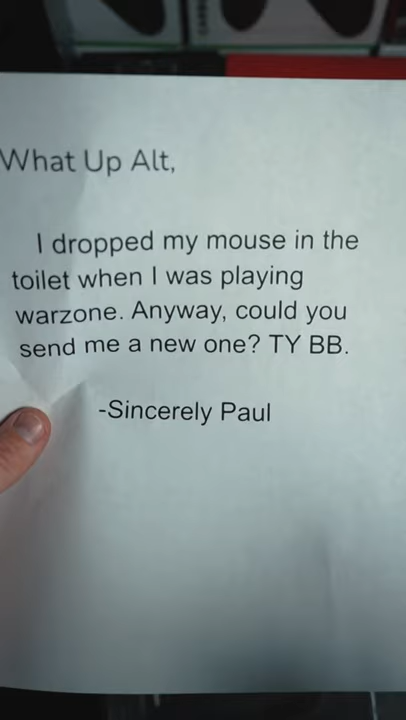 What Up Alt,
I dropped my mouse in the
toilet when I was playing
warzone. Anyway, could you
send me a new one? TY BB.
-Sincerely Paul